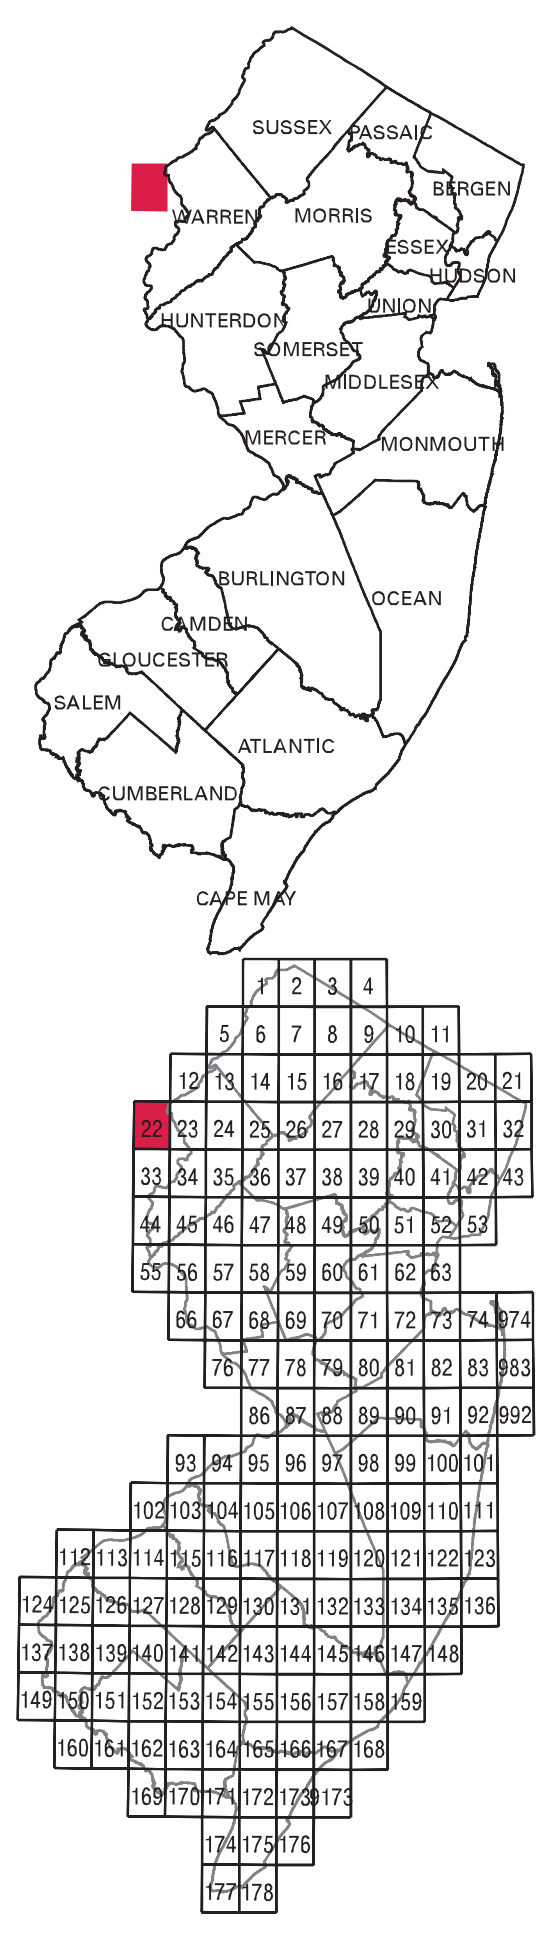 SUSSEX
PASSAIC
BERGEN
WARREN
MORRIS
ESSEX
HUDSON
UNION
HUNTERDON
SOMERSET
MIDDLESEX
MERCER
MONMOUTH
BURLINGTON
OCEAN
CAMDEN
GLOUCESTER
SALEM
ATLANTIC
CUMBERLAND
CAPE MAY
1 2 3 4
5 6 7 8 9 10 11
12 13 14 15 16 17 18 19 20 21
22 23 24 25 26 27 28 29 30 31 32
33 34 35 36 37 38 39 40 41 42 43
44 45 46 47 48 49 50 51 52 53
55 56 57 58 59 60 61 62 63
66 67 68 69 70 71 72 73 74 974
76 77 78 79 80 81 82 83 983
86 87 88 89 90 91 92 992
93 94 95 96 97 98 99 100 101
102 103 104 105 106 107 108 109 110 111
112 113 114 115 116 117 118 119 120 121 122 123
124 125 126 127 128 129 130 131 132 133 134 135 136
137 138 139 140 141 142 143 144 145 146 147 148
149 150 151 152 153 154 155 156 157 158 159
160 161 162 163 164 165 166 167 168
169 170 171 172 173 9173
174 175 176
177 178